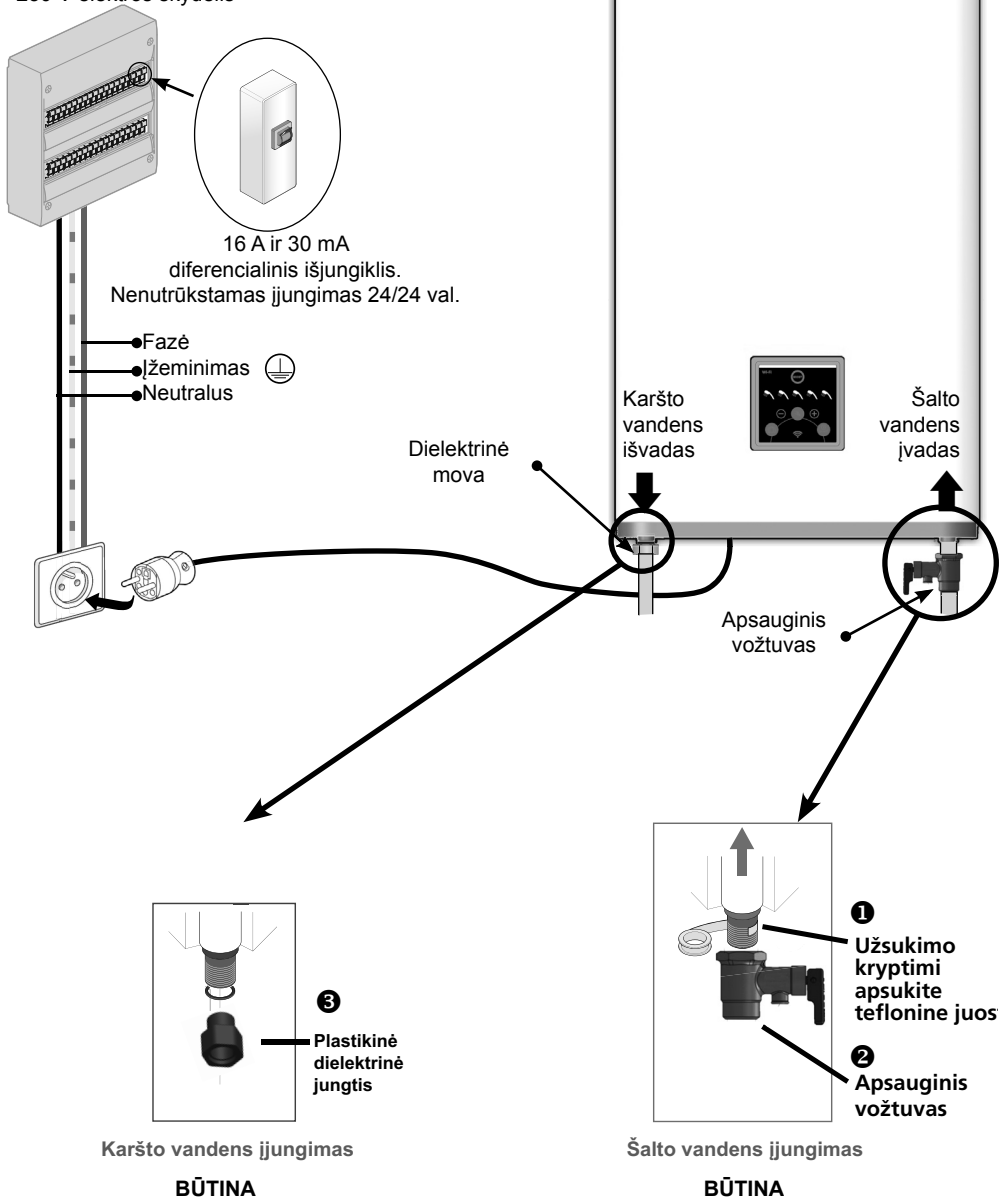 16 A ir 30 mA
diferencialinis išjungiklis.
Nenutrūkstamas įjungimas 24/24 val.
Fazė
Įžeminimas
Neutralus
Karšto
vandens
išvadas
Šalto
vandens
įvadas
Dielektrinė
mova
Apsauginis
vožtuvas
❶
Užsukimo
kryptimi
apsukite
teflonine
❷
Apsauginis
vožtuvas
❸
Plastikinė
dielektrinė
jungtis
Karšto vandens įjungimas
BŪTINA
Šalto vandens įjungimas
BŪTINA